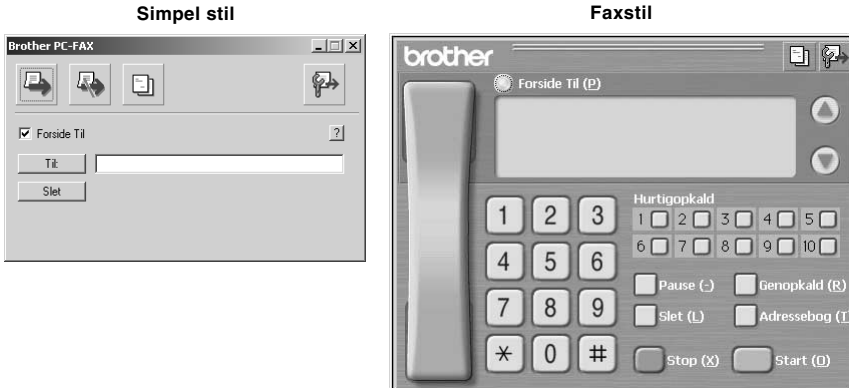 Simpel stil
Brother PC-FAX
Forside Til
?
Til:
Slet
Faxstil
brother
Forside Til (P)
Hurtigopkald
1 2 3 4 5
6 7 8 9 10
1 2 3
4 5 6
7 8 9
* 0 #
Pause (-) Genopkald (R)
Slet (L) Adressebog (T
Stop (X) Start (O)